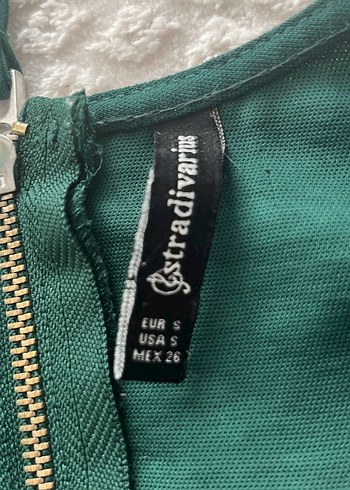 stradivarius
EUR S
USA S
MEX 26